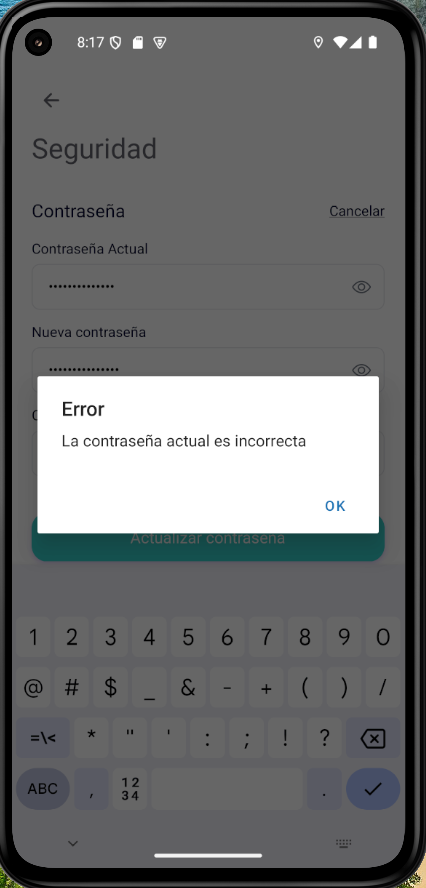 8:17
Seguridad
Contraseña
Cancelar
Contraseña Actual
••••••••••••••
Nueva contraseña
•••••••••••••••
Error
La contraseña actual es incorrecta
OK
Actualizar contraseña
1 2 3 4 5 6 7 8 9 0
@ # $ _ & - + ( ) /
=\< * " ' : ; ! ?
ABC , 12 .
34